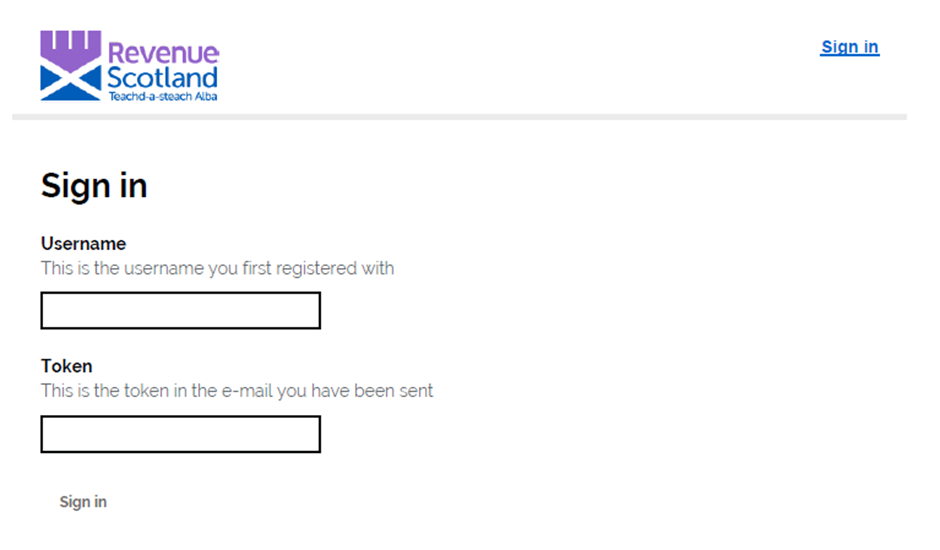 Revenue
Scotland
Teachd-a-steach Alba
Sign in
Sign in
Username
This is the username you first registered with
Token
This is the token in the e-mail you have been sent
Sign in